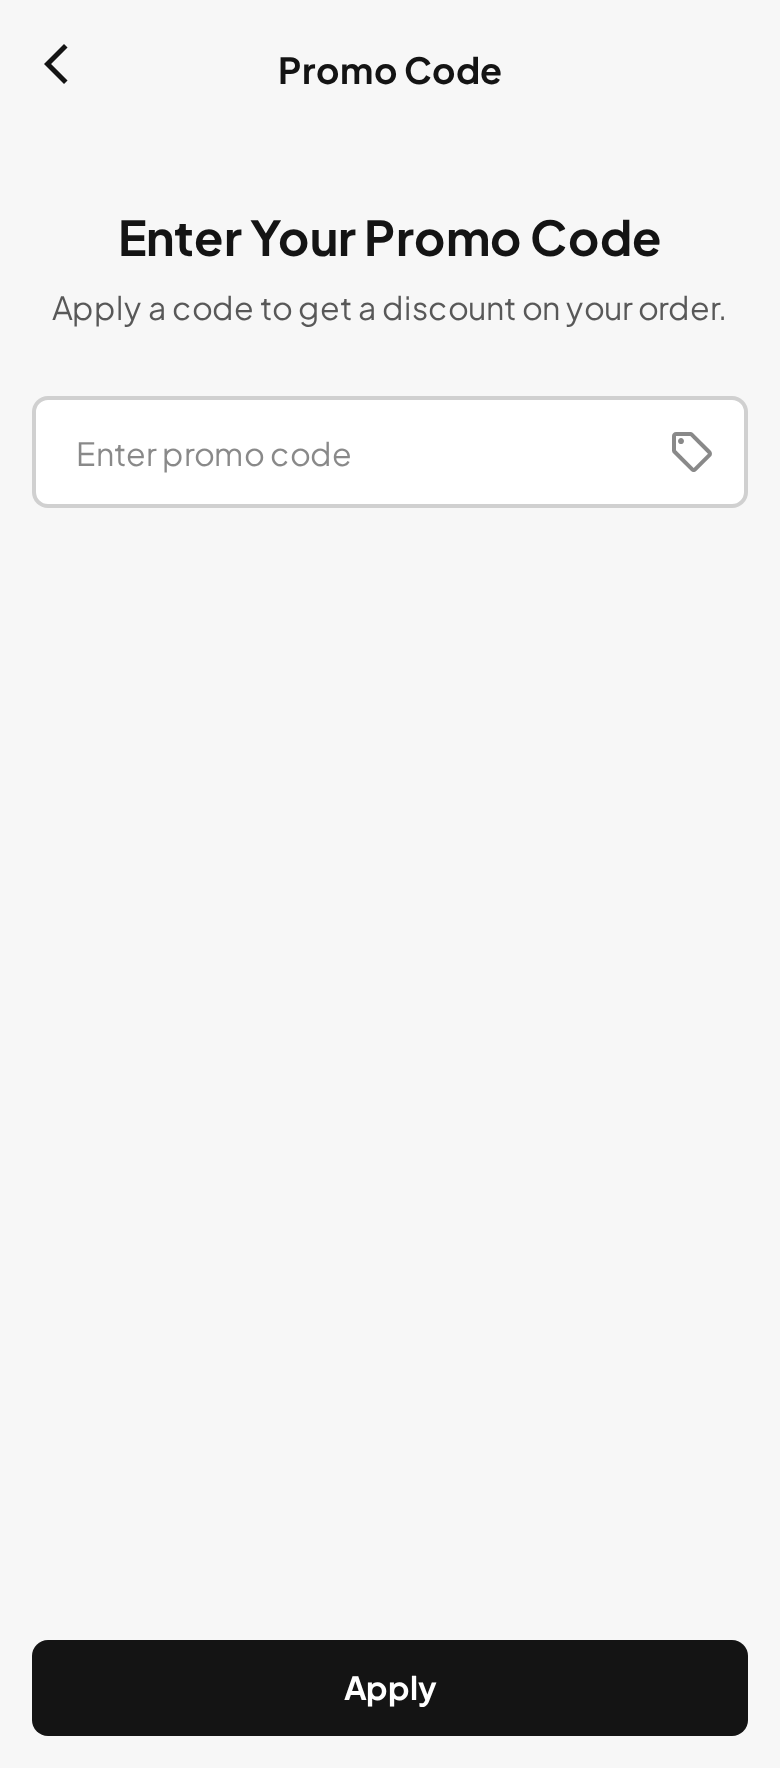 Promo Code
Enter Your Promo Code
Apply a code to get a discount on your order.
Enter promo code
Apply